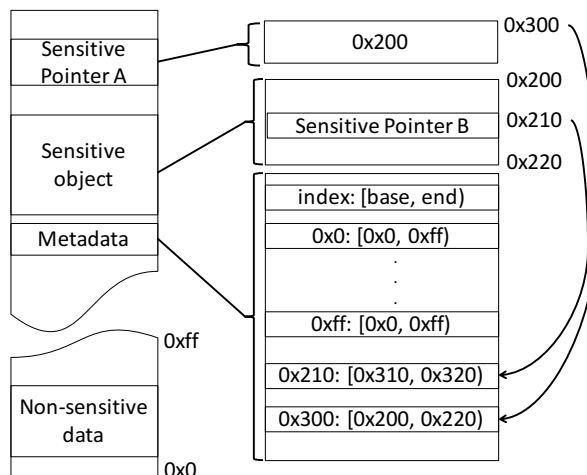 Sensitive
Pointer A
Sensitive
object
Metadata
0xff
Non-sensitive
data
0x0
0x200
0x300
0x200
Sensitive Pointer B
0x210
0x220
index: [base, end)
0x0: [0x0, 0xff)
.
.
.
0xff: [0x0, 0xff)
0x210: [0x310, 0x320)
0x300: [0x200, 0x220)